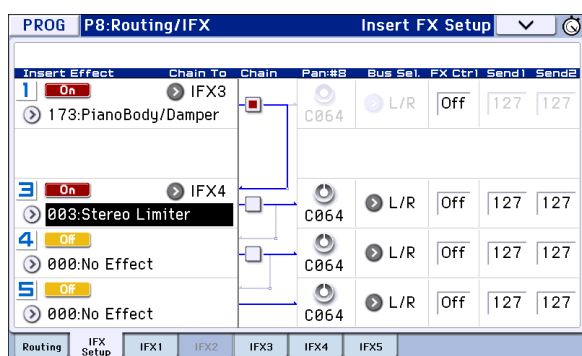 PROG P8:Routing/IFX Insert FX Setup
Insert Effect Chain To Chain Pan:#8 Bus Sel. FX Ctrl Send1 Send2
1 On IFX3
173:PianoBody/Damper C064 L/R Off 127 127
3 On IFX4
003:Stereo Limiter C064 L/R Off 127 127
4 Off
000:No Effect C064 L/R Off 127 127
5 Off
000:No Effect C064 L/R Off 127 127
Routing IFX Setup IFX1 IFX2 IFX3 IFX4 IFX5